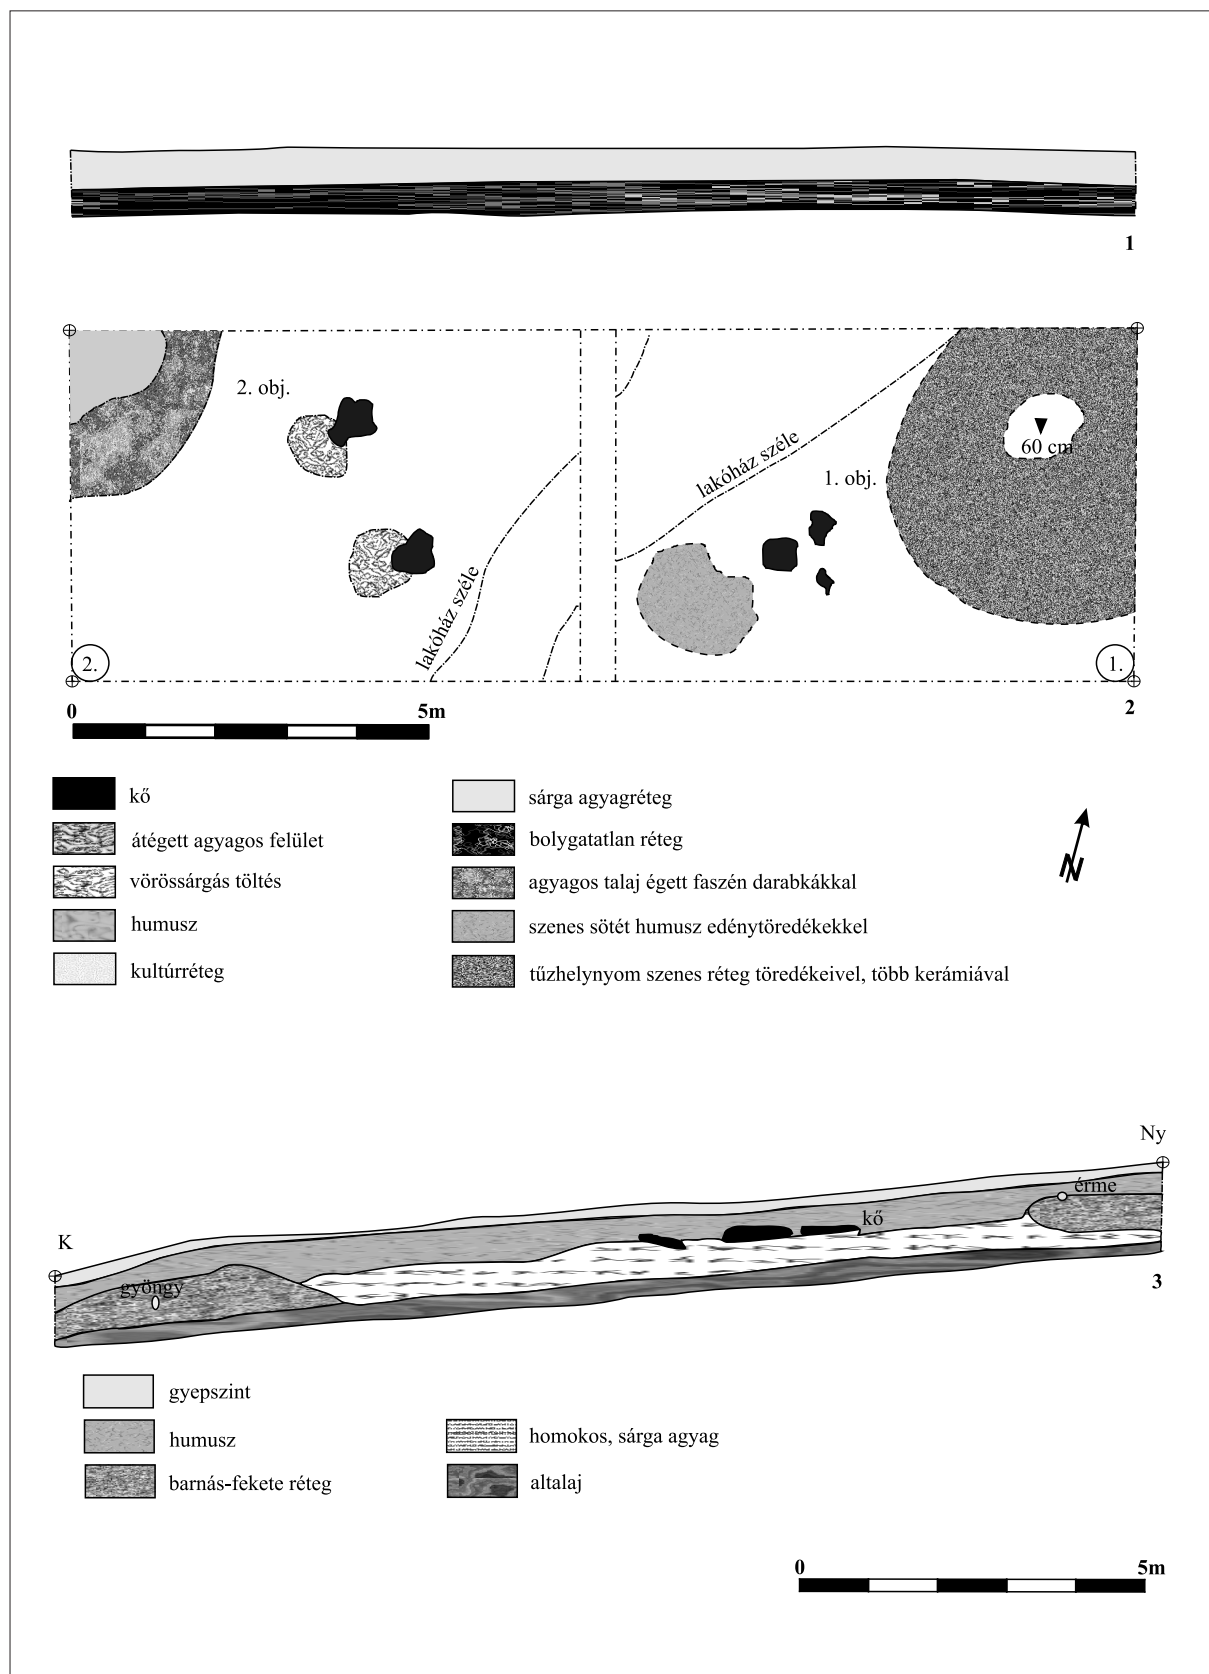 1
2. obj.
lakóház széle
60 cm
1. obj.
lakóház széle
2.
1.
0 5m
2
kő
sárga agyagréteg
átégett agyagos felület
bolygatatlan réteg
vörössárgás töltés
agyagos talaj égett faszén darabkákkal
humusz
szenes sötét humusz edénytöredékekkel
kultúrréteg
tűzhelynyom szenes réteg töredékeivel, több kerámiával
N
Ny
érme
kő
K
gyöngy
3
gyepszint
humusz
homokos, sárga agyag
barnás-fekete réteg
altalaj
0 5m